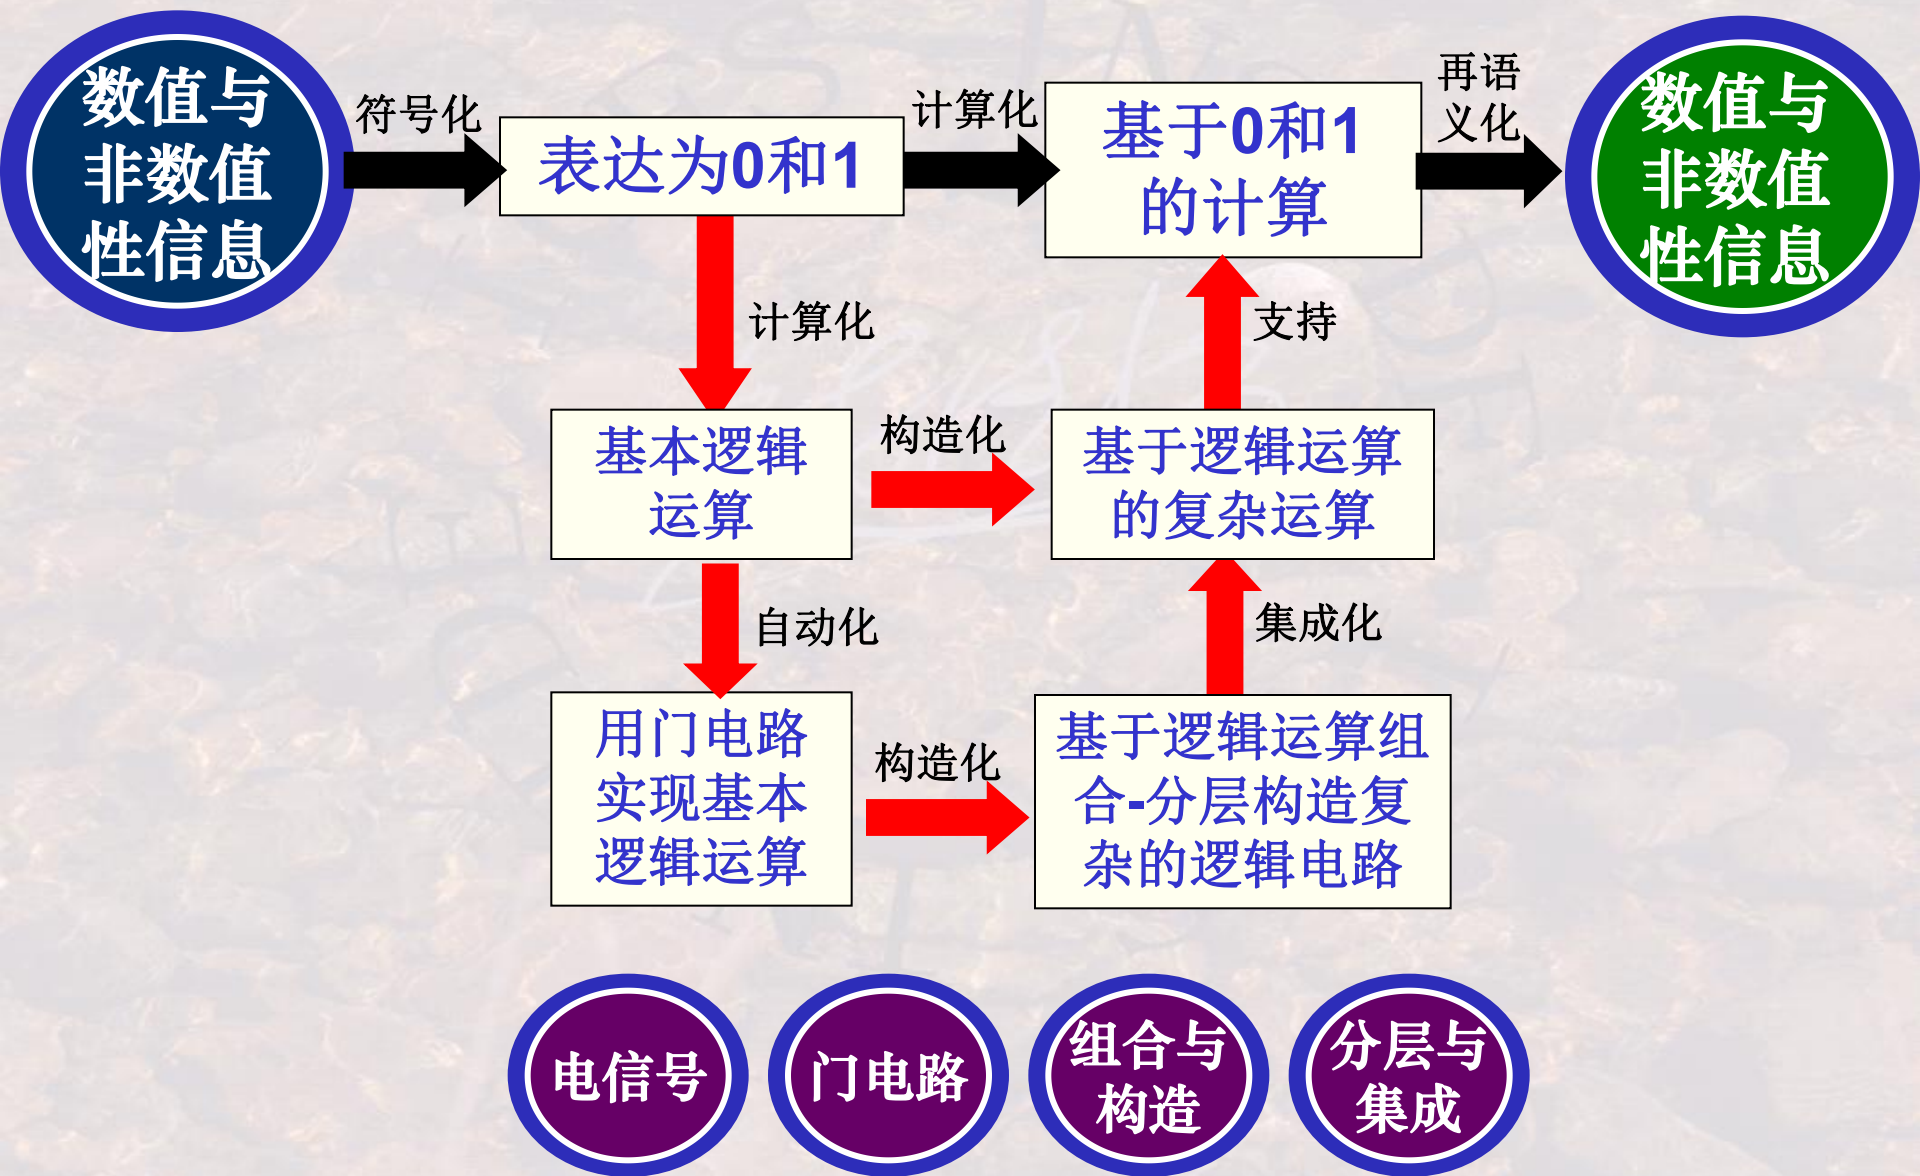 数值与
非数值
性信息
符号化
表达为0和1
计算化
基于0和1
的计算
再语
义化
数值与
非数值
性信息
计算化
支持
基本逻辑
运算
构造化
基于逻辑运算
的复杂运算
自动化
集成化
用门电路
实现基本
逻辑运算
构造化
基于逻辑运算组
合-分层构造复
杂的逻辑电路
电信号
门电路
组合与
构造
分层与
集成